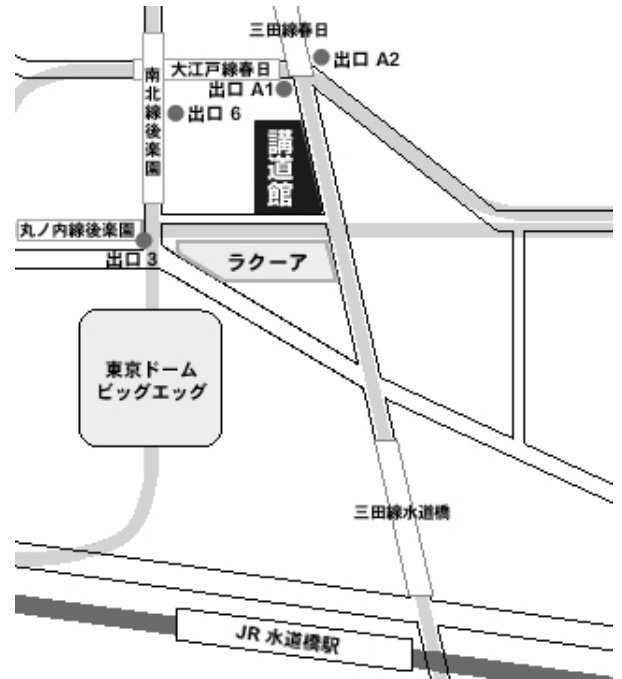 三田線春日
出口 A2
大江戸線春日
出口 A1
南北線後楽園
出口 6
講道館
丸ノ内線後楽園
出口 3
ラクーア
東京ドーム
ビッグエッグ
三田線水道橋
JR 水道橋駅